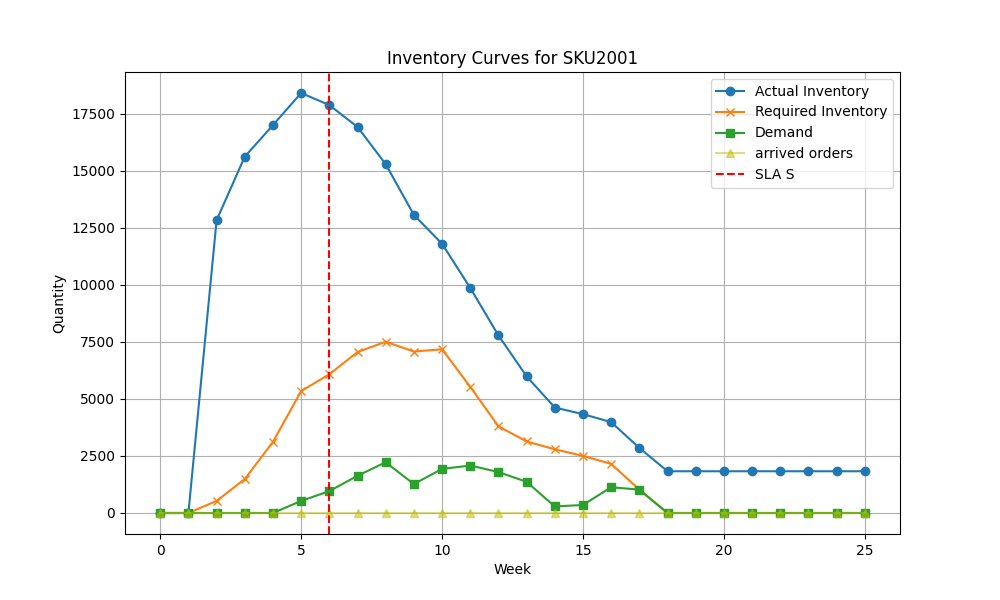 Inventory Curves for SKU2001
Actual Inventory
Required Inventory
Demand
arrived orders
SLA S
Quantity
17500
15000
12500
10000
7500
5000
2500
0
0 5 10 15 20 25
Week